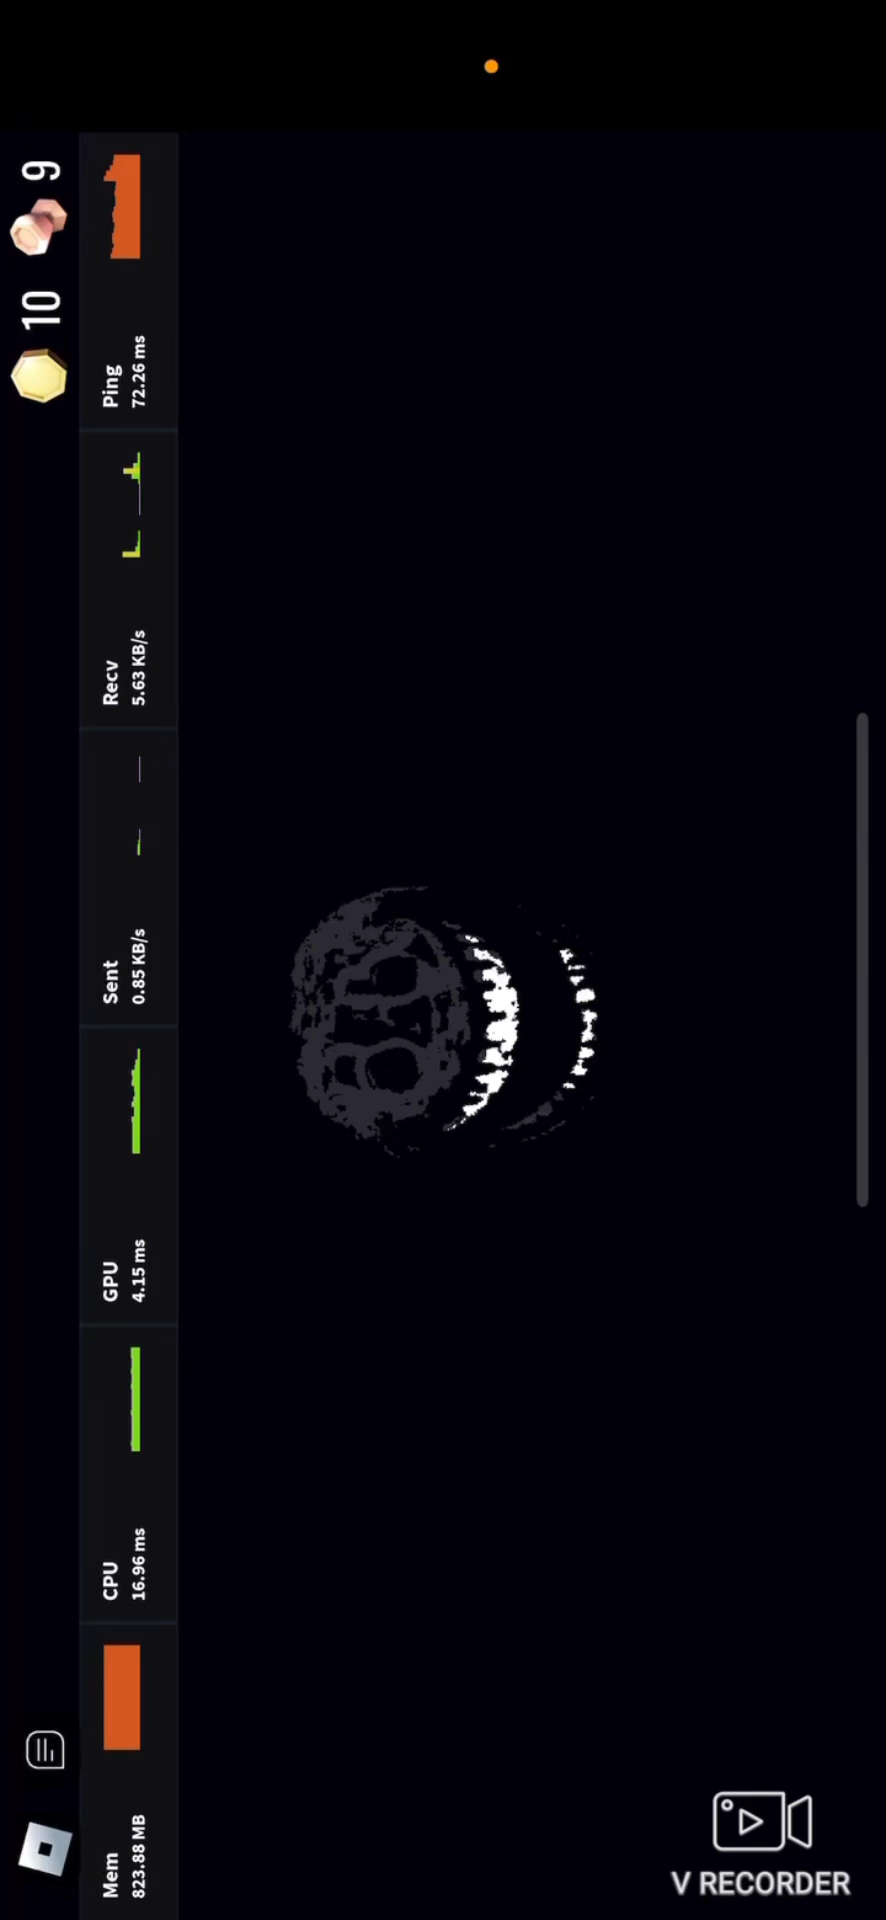 Mem
823.88 MB
CPU
16.96 ms
GPU
4.15 ms
Sent
0.85 KB/s
Recv
5.63 KB/s
Ping
72.26 ms
10
9
V RECORDER